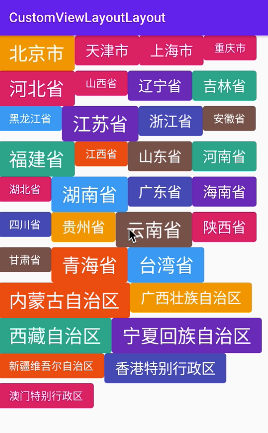 CustomViewLayoutLayout
北京市 天津市 上海市 重庆市
河北省 山西省 辽宁省 吉林省
黑龙江省 江苏省 浙江省 安徽省
福建省 江西省 山东省 河南省
湖北省 湖南省 广东省 海南省
四川省 贵州省 云南省 陕西省
甘肃省 青海省 台湾省
内蒙古自治区 广西壮族自治区
西藏自治区 宁夏回族自治区
新疆维吾尔自治区 香港特别行政区
澳门特别行政区